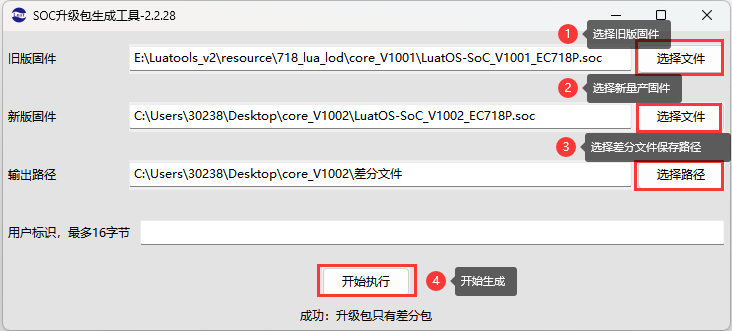 SOC升级包生成工具-2.2.28
1 选择旧版固件
旧版固件 E:\Luatools_v2\resource\718_lua_lod\core_V1001\LuatOS-SoC_V1001_EC718P.soc 选择文件
2 选择新量产固件
新版固件 C:\Users\30238\Desktop\core_V1002\LuatOS-SoC_V1002_EC718P.soc 选择文件
3 选择差分文件保存路径
输出路径 C:\Users\30238\Desktop\core_V1002\差分文件 选择路径
用户标识，最多16字节
开始执行 4 开始生成
成功：升级包只有差分包